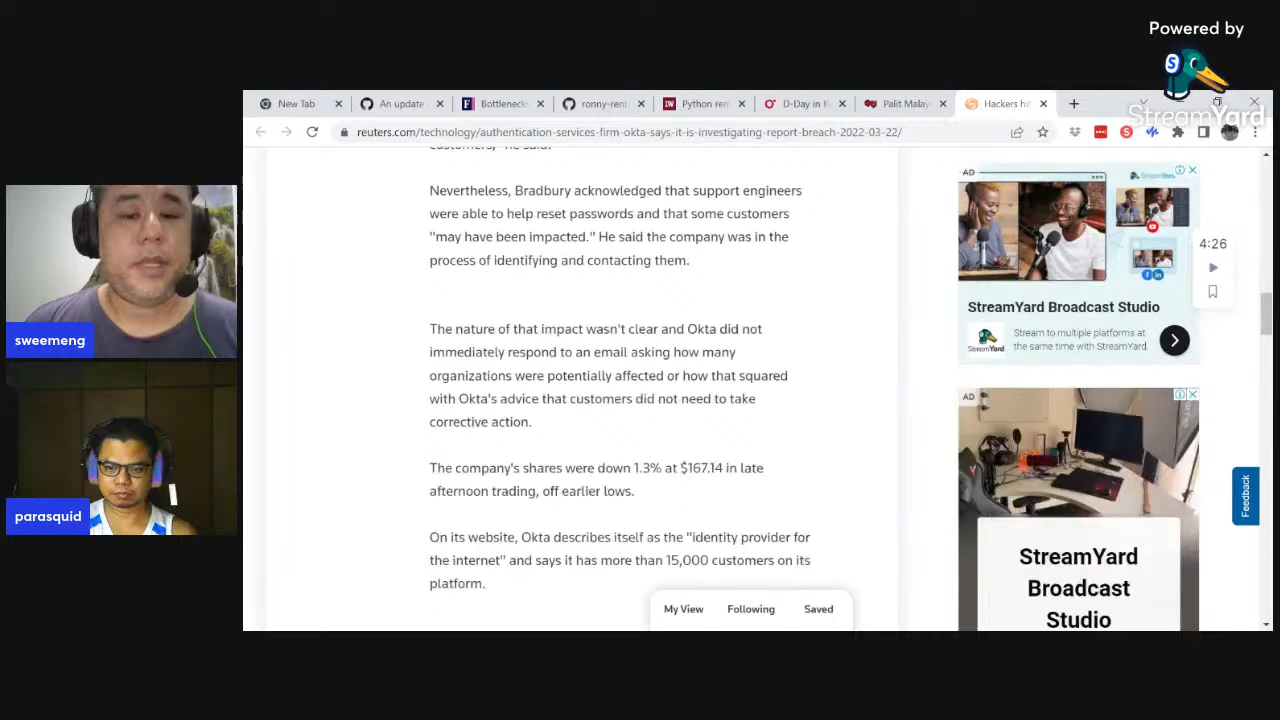 Powered by
StreamYard
New Tab
An update
Bottleneck
ronny-rent
Python rem
D-Day in K
Palit Malay
Hackers hi
reuters.com/technology/authentication-services-firm-okta-says-it-is-investigating-report-breach-2022-03-22/
customers," he said.
Nevertheless, Bradbury acknowledged that support engineers
were able to help reset passwords and that some customers
"may have been impacted." He said the company was in the
process of identifying and contacting them.
The nature of that impact wasn't clear and Okta did not
immediately respond to an email asking how many
organizations were potentially affected or how that squared
with Okta's advice that customers did not need to take
corrective action.
The company's shares were down 1.3% at $167.14 in late
afternoon trading, off earlier lows.
On its website, Okta describes itself as the "identity provider for
the internet" and says it has more than 15,000 customers on its
platform.
My View Following Saved
AD
StreamYard
4:26
StreamYard Broadcast Studio
StreamYard
Stream to multiple platforms at
the same time with StreamYard.
AD
Feedback
StreamYard
Broadcast
Studio
sweemeng
parasquid